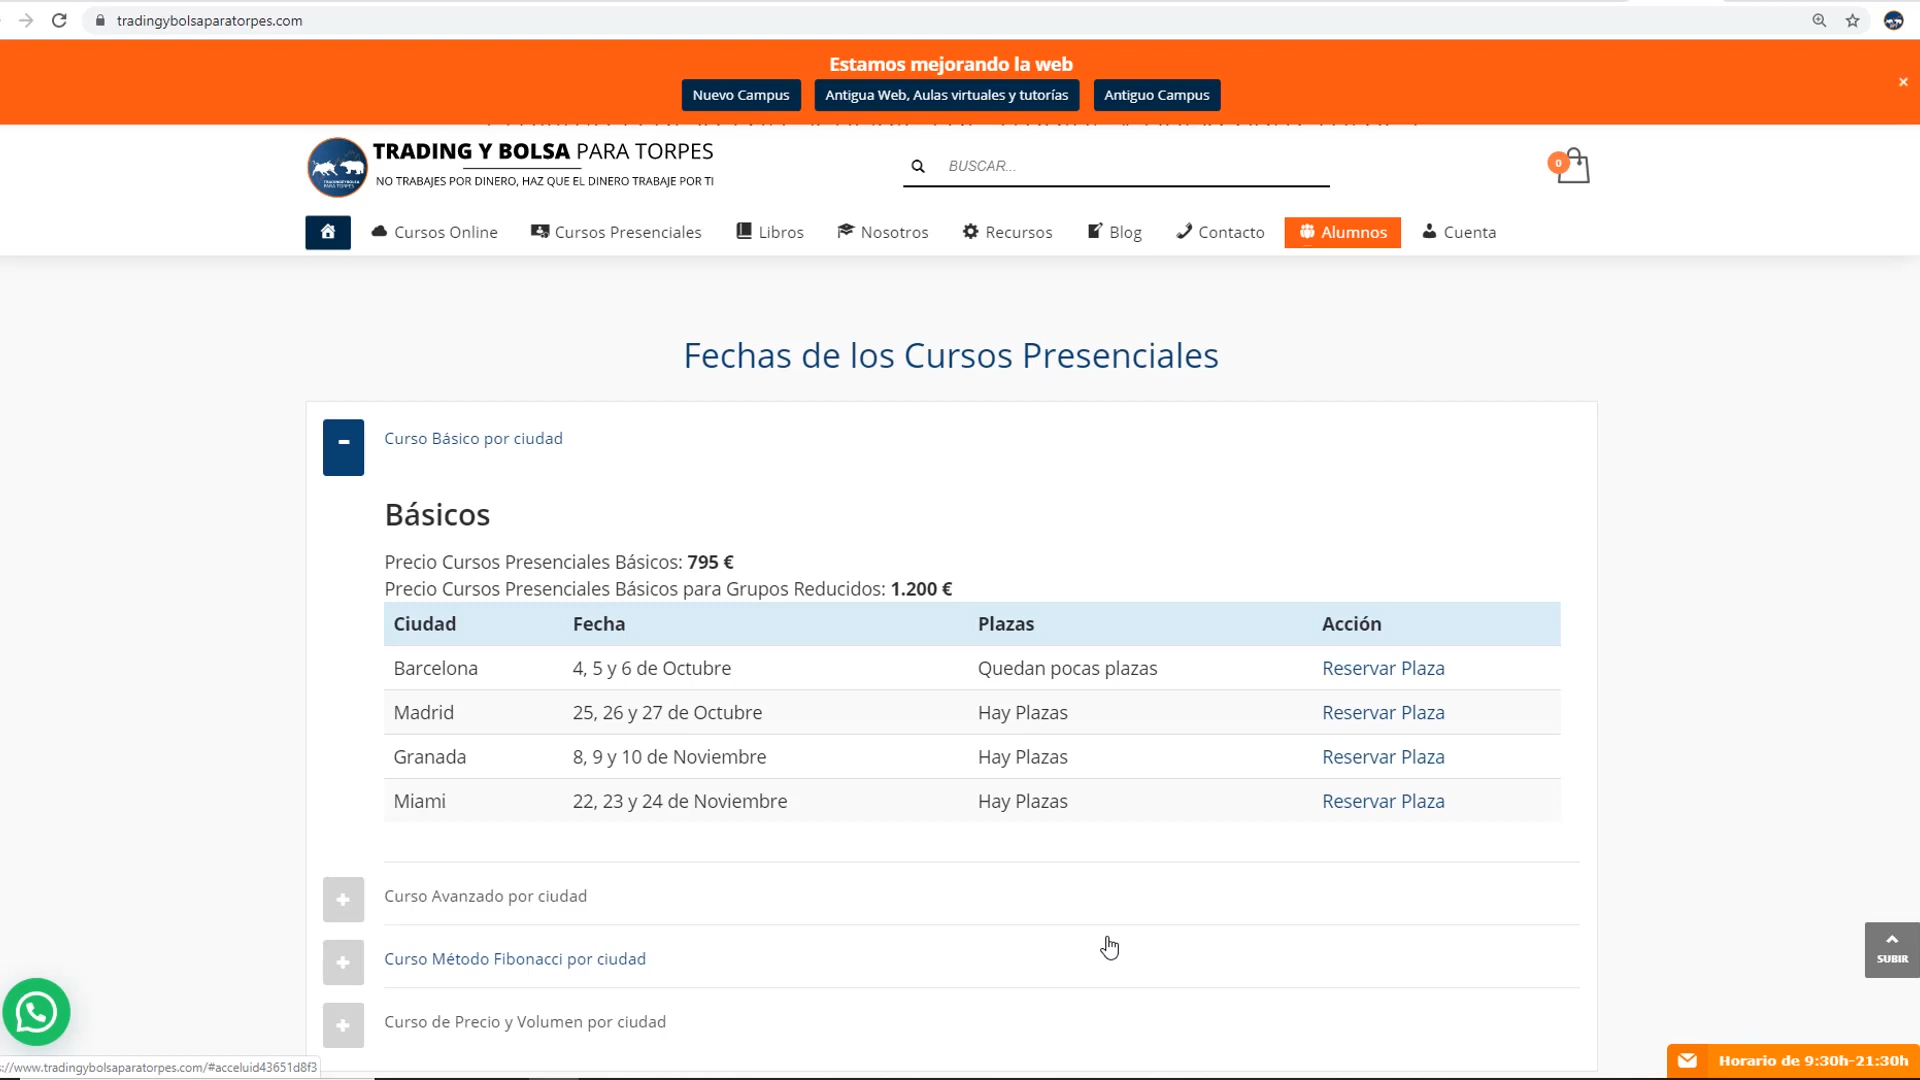 tradingybolsaparatorpes.com
Estamos mejorando la web
Nuevo Campus
Antigua Web, Aulas virtuales y tutorías
Antiguo Campus
TRADING Y BOLSA PARA TORPES
NO TRABAJES POR DINERO, HAZ QUE EL DINERO TRABAJE POR TI
BUSCAR...
0
Cursos Online
Cursos Presenciales
Libros
Nosotros
Recursos
Blog
Contacto
Alumnos
Cuenta
Fechas de los Cursos Presenciales
Curso Básico por ciudad
Básicos
Precio Cursos Presenciales Básicos: 795 €
Precio Cursos Presenciales Básicos para Grupos Reducidos: 1.200 €
Ciudad Fecha Plazas Acción
Barcelona 4, 5 y 6 de Octubre Quedan pocas plazas Reservar Plaza
Madrid 25, 26 y 27 de Octubre Hay Plazas Reservar Plaza
Granada 8, 9 y 10 de Noviembre Hay Plazas Reservar Plaza
Miami 22, 23 y 24 de Noviembre Hay Plazas Reservar Plaza
Curso Avanzado por ciudad
Curso Método Fibonacci por ciudad
SUBIR
Curso de Precio y Volumen por ciudad
Horario de 9:30h-21:30h
://www.tradingybolsaparatorpes.com/#acceluid43651d8f3